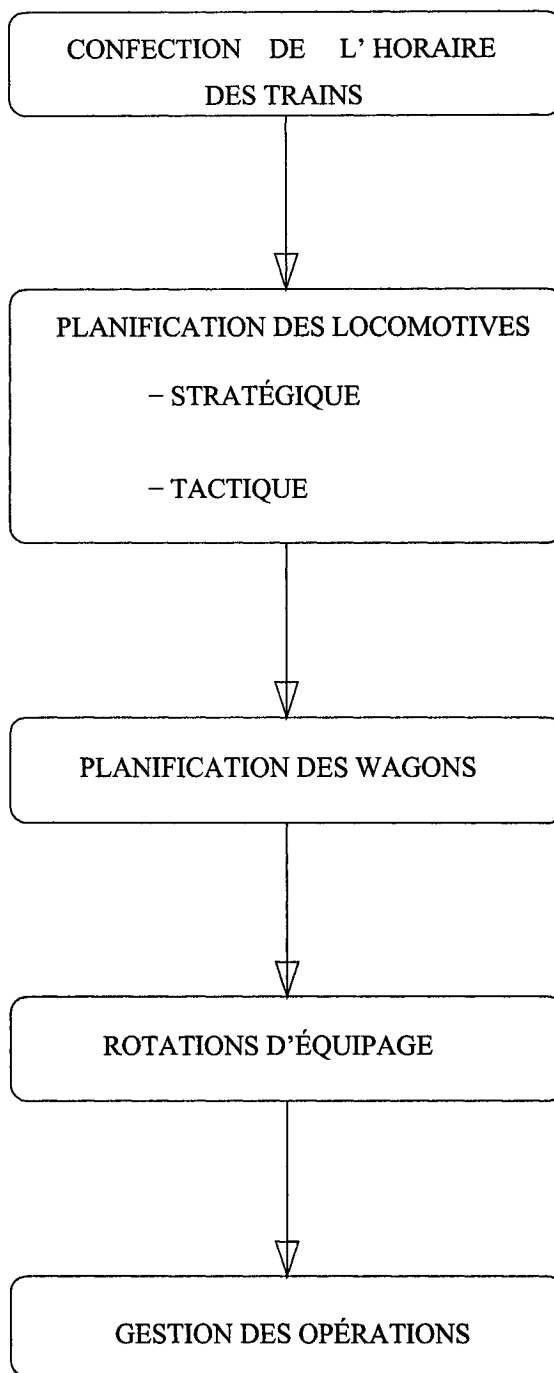 CONFECTION DE L' HORAIRE
DES TRAINS
PLANIFICATION DES LOCOMOTIVES
– STRATÉGIQUE
– TACTIQUE
PLANIFICATION DES WAGONS
ROTATIONS D'ÉQUIPAGE
GESTION DES OPÉRATIONS